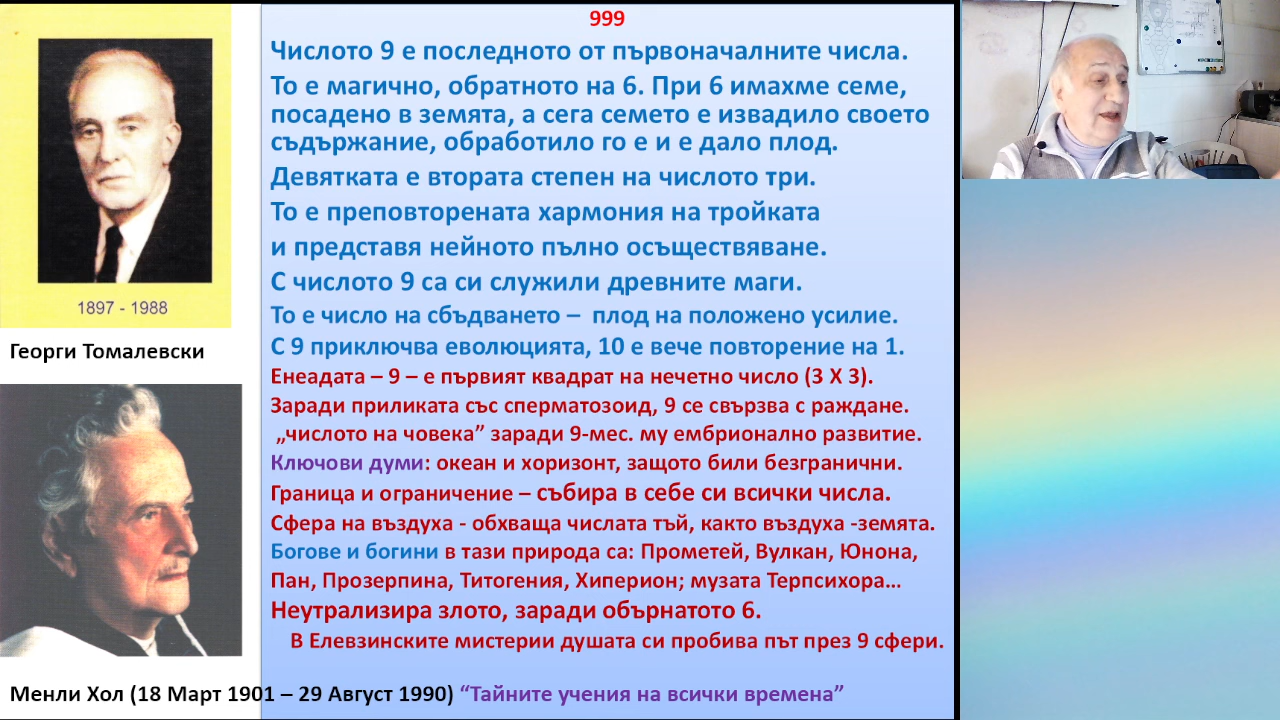 999
Числото 9 е последното от първоначалните числа.
То е магично, обратното на 6. При 6 имахме семе,
посадено в земята, а сега семето е извадило своето
съдържание, обработило го е и е дало плод.
Девятката е втората степен на числото три.
То е преповторената хармония на тройката
и представя нейното пълно осъществяване.
С числото 9 са си служили древните маги.
То е число на сбъдването – плод на положено усилие.
С 9 приключва еволюцията, 10 е вече повторение на 1.
Енеадата – 9 – е първият квадрат на нечетно число (3 Х 3).
Заради приликата със сперматозоид, 9 се свързва с раждане.
„числото на човека” заради 9-мес. му ембрионално развитие.
Ключови думи: океан и хоризонт, защото били безгранични.
Граница и ограничение – събира в себе си всички числа.
Сфера на въздуха - обхваща числата тъй, както въздуха -земята.
Богове и богини в тази природа са: Прометей, Вулкан, Юнона,
Пан, Прозерпина, Титогения, Хиперион; музата Терпсихора…
Неутрализира злото, заради обърнатото 6.
В Елевзинските мистерии душата си пробива път през 9 сфери.
1897 - 1988
Георги Томалевски
Менли Хол (18 Март 1901 – 29 Август 1990) “Тайните учения на всички времена”